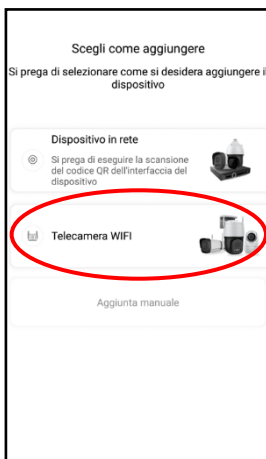 Scegli come aggiungere
Si prega di selezionare come si desidera aggiungere il
dispositivo
Dispositivo in rete
Si prega di eseguire la scansione
del codice QR dell'interfaccia del
dispositivo
Telecamera WIFI
Aggiunta manuale